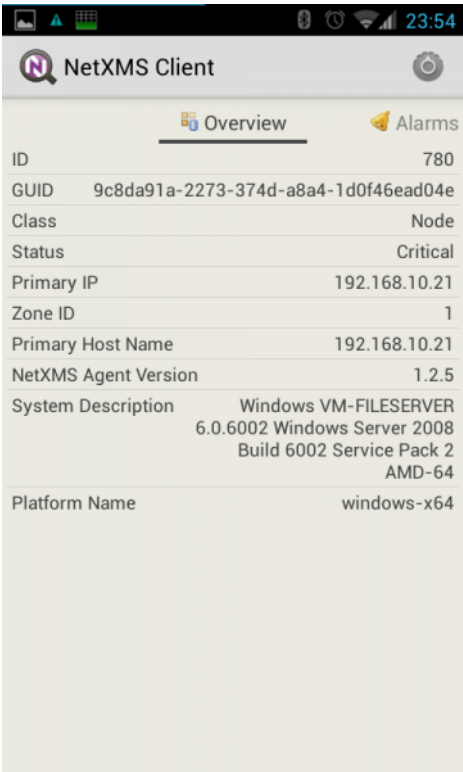 23:54
NetXMS Client
Overview Alarms
ID 780
GUID 9c8da91a-2273-374d-a8a4-1d0f46ead04e
Class Node
Status Critical
Primary IP 192.168.10.21
Zone ID 1
Primary Host Name 192.168.10.21
NetXMS Agent Version 1.2.5
System Description Windows VM-FILESERVER
6.0.6002 Windows Server 2008
Build 6002 Service Pack 2
AMD-64
Platform Name windows-x64